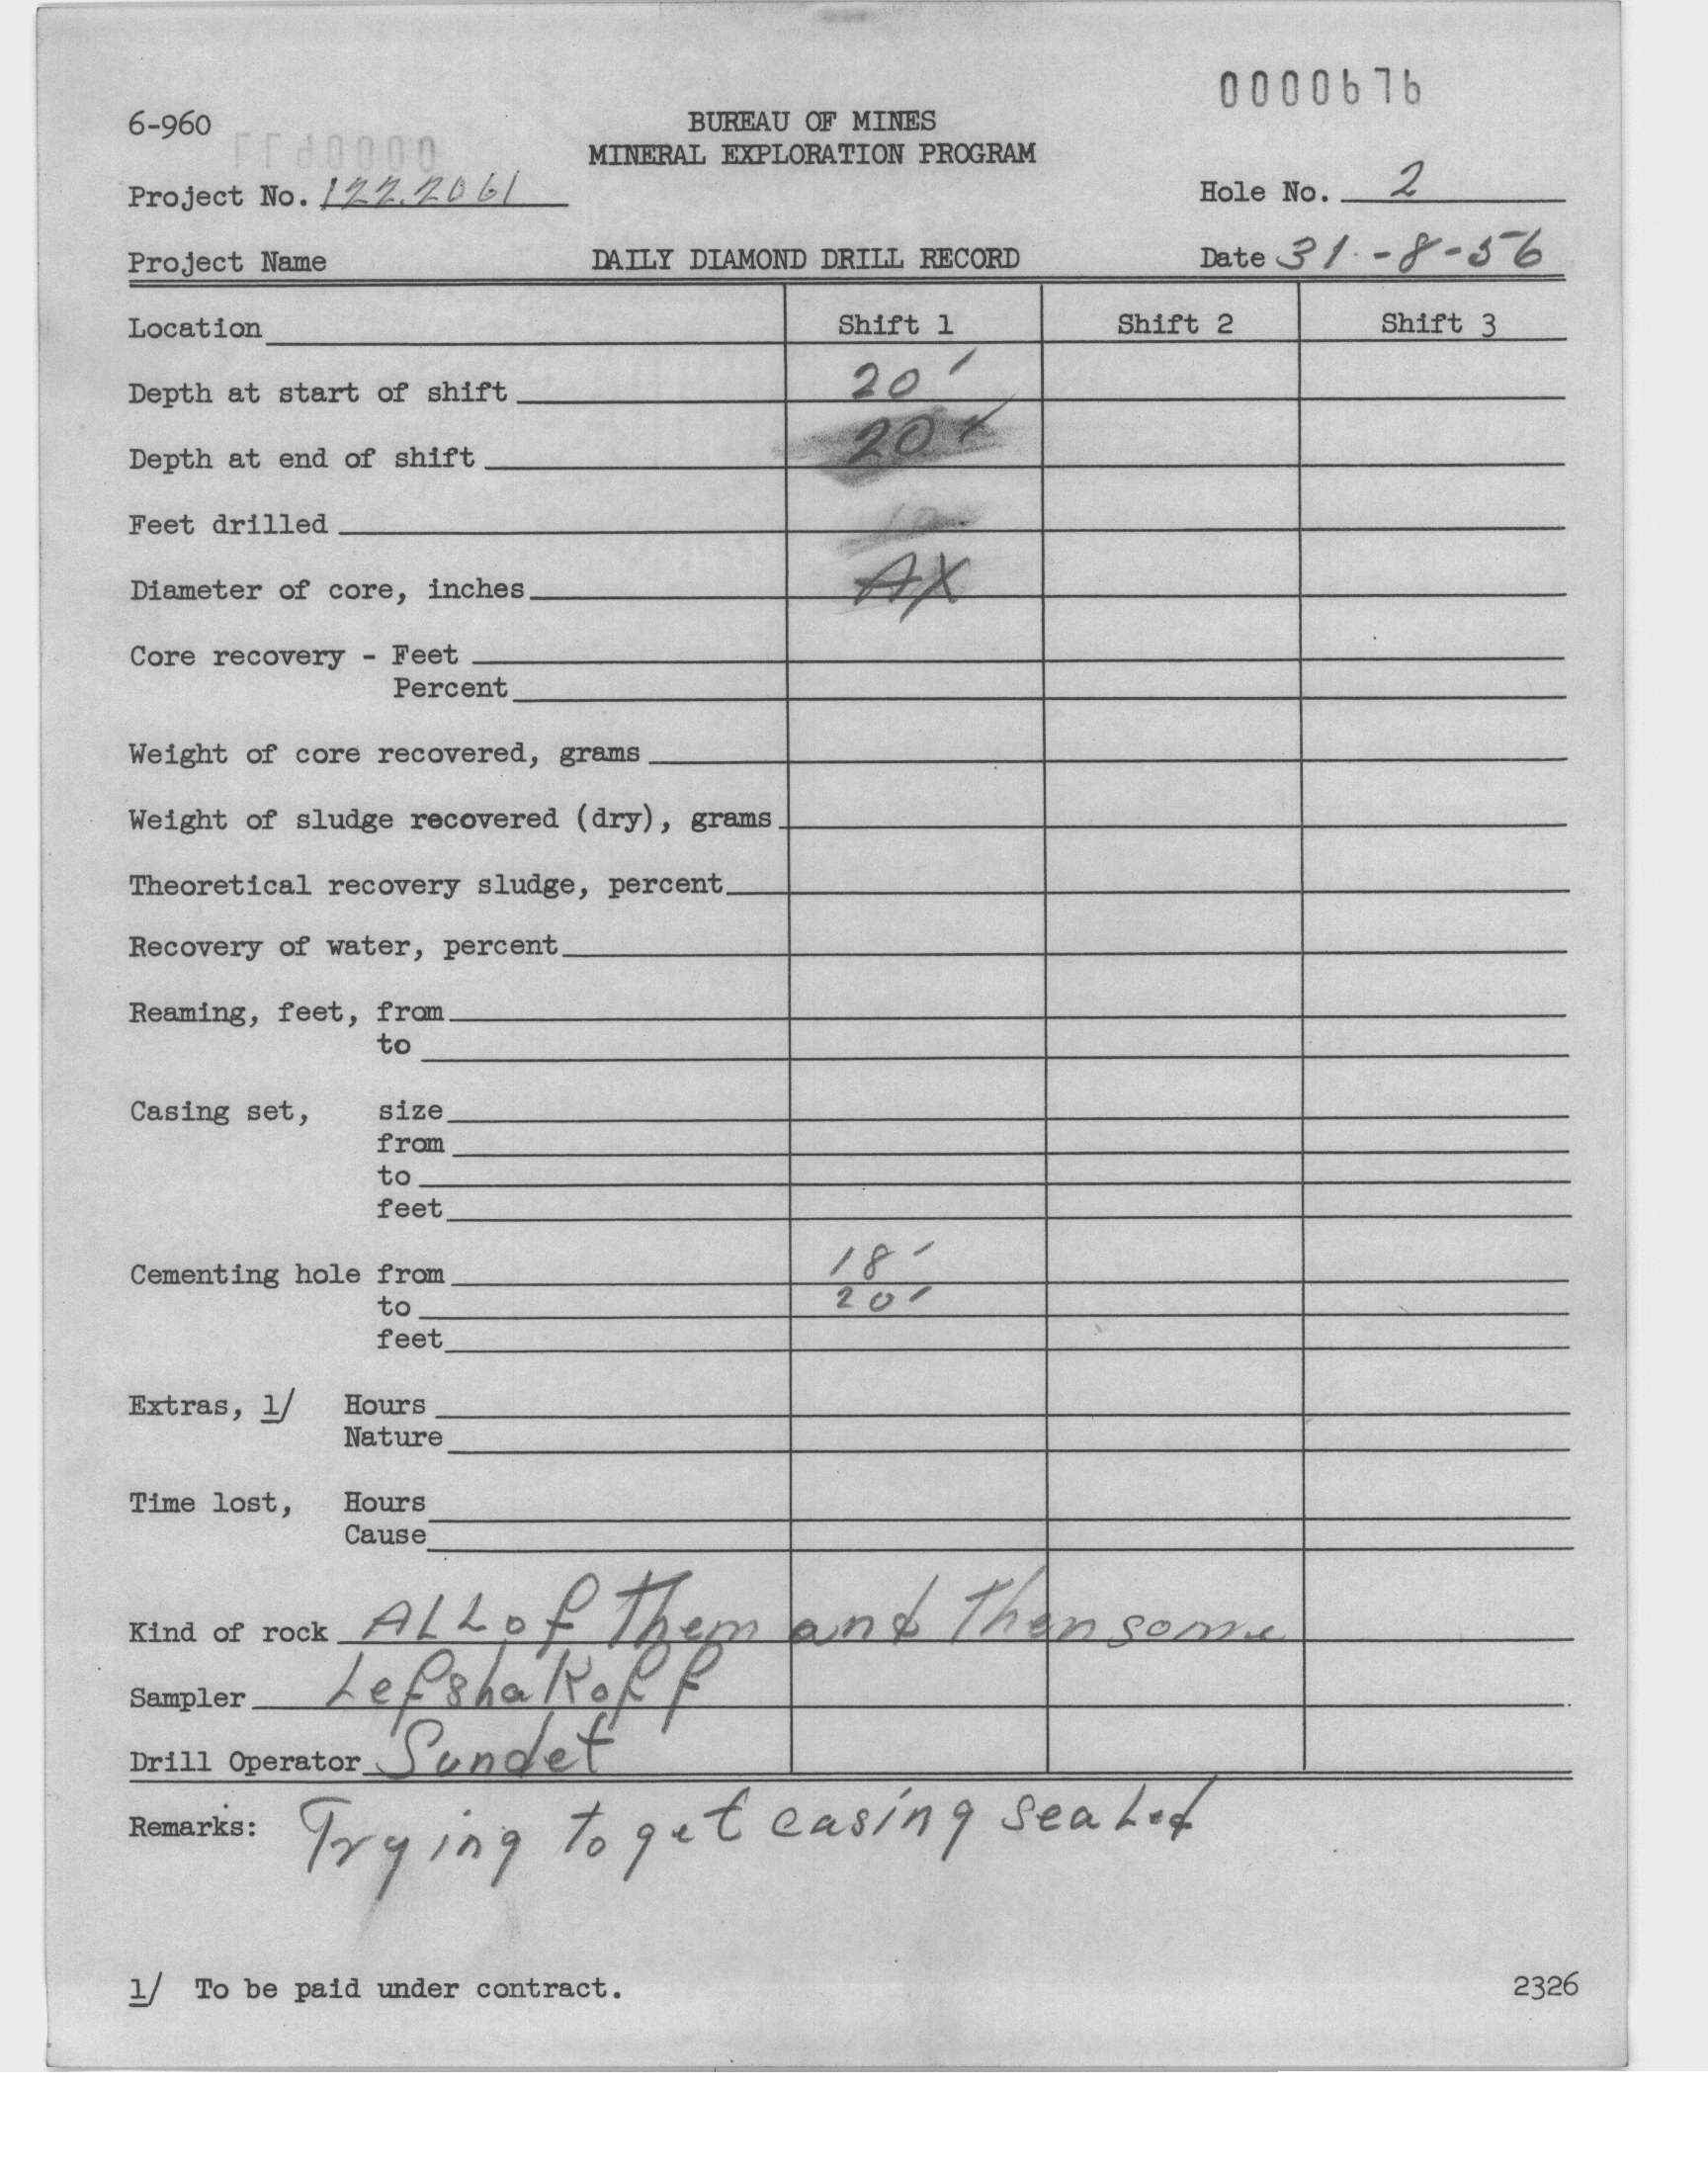 0000676
6-960
BUREAU OF MINES
MINERAL EXPLORATION PROGRAM
Project No. 122.2061
Hole No. 2
Project Name
DAILY DIAMOND DRILL RECORD
Date 31-8-56
Location Shift 1 Shift 2 Shift 3
Depth at start of shift 20'
Depth at end of shift 20'
Feet drilled
Diameter of core, inches AX
Core recovery - Feet
Percent
Weight of core recovered, grams
Weight of sludge recovered (dry), grams
Theoretical recovery sludge, percent
Recovery of water, percent
Reaming, feet, from
to
Casing set, size
from
to
feet
Cementing hole from 18'
to 20'
feet
Extras, 1/ Hours
Nature
Time lost, Hours
Cause
Kind of rock ALL of Them and Then some
Sampler Lefshakoff
Drill Operator Sundet
Remarks: Trying to get casing seaLed
1/ To be paid under contract.
2326